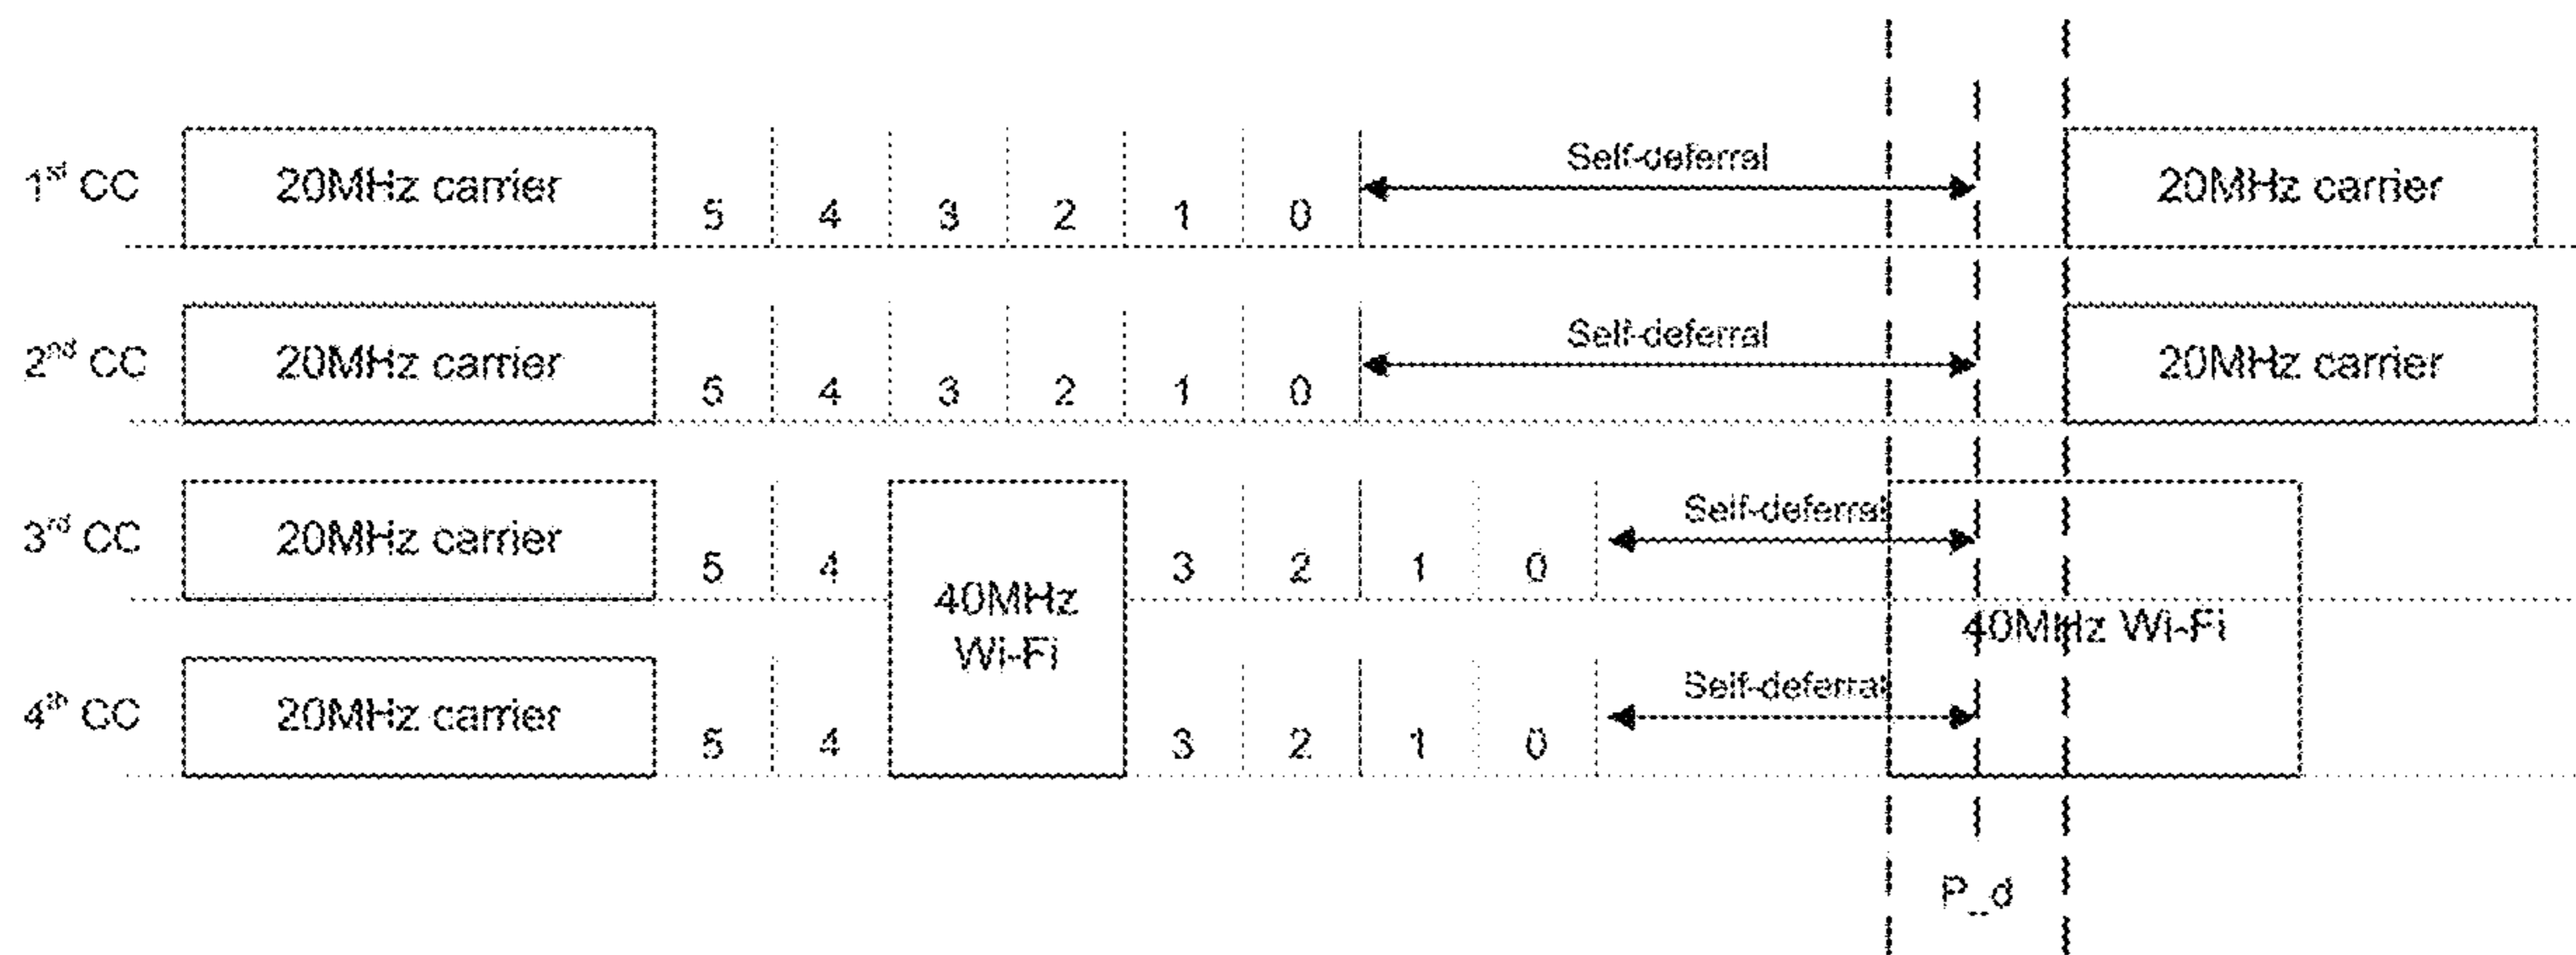 1st CC 20MHz carrier 5 4 3 2 1 0 Self-deferral 20MHz carrier
2nd CC 20MHz carrier 5 4 3 2 1 0 Self-deferral 20MHz carrier
3rd CC 20MHz carrier 5 4 3 2 1 0 Self-deferral
40MHz
Wi-Fi
40MHz Wi-Fi
4th CC 20MHz carrier 5 4 3 2 1 0 Self-deferral
P_d